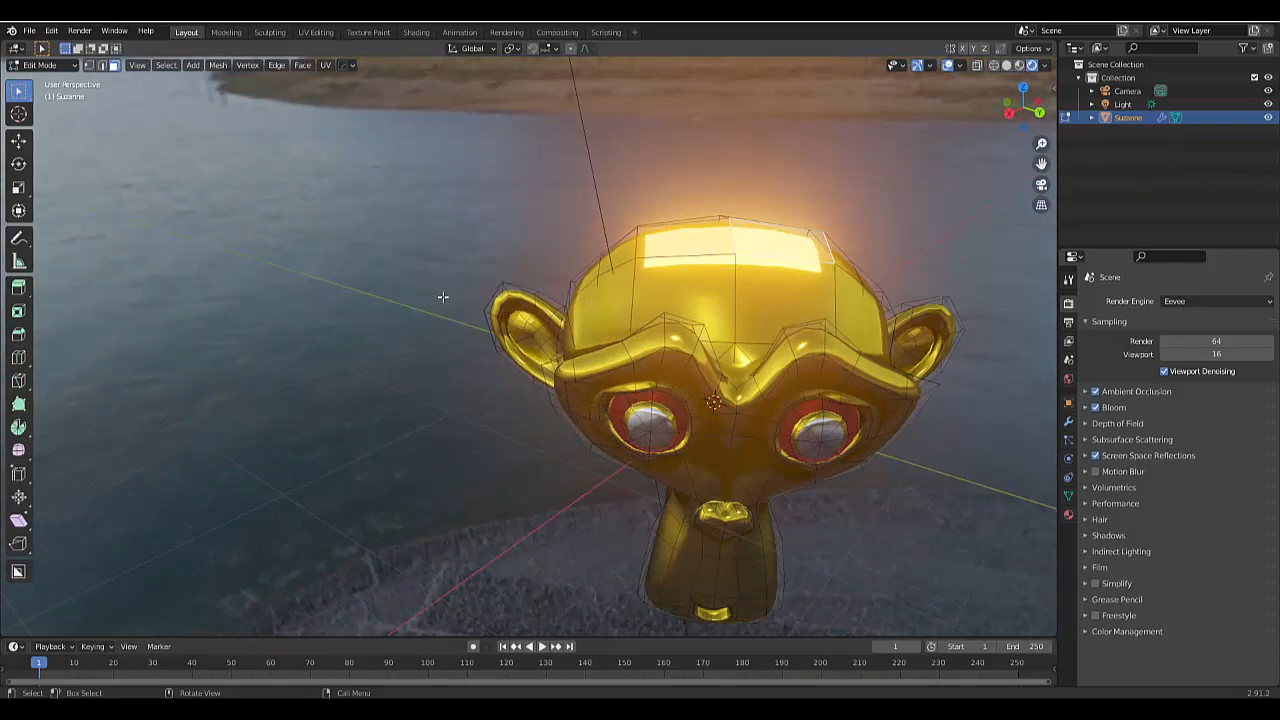 File Edit Render Window Help Layout Modeling Sculpting UV Editing Texture Paint Shading Animation Rendering Compositing Scripting + Scene View Layer
Global X Y Z Options
Edit Mode View Select Add Mesh Vertex Edge Face UV
User Perspective
(1) Suzanne
Z
X Y
Scene Collection
Collection
Camera
Light
Suzanne
Scene
Render Engine Eevee
Sampling
Render 64
Viewport 16
Viewport Denoising
Ambient Occlusion
Bloom
Depth of Field
Subsurface Scattering
Screen Space Reflections
Motion Blur
Volumetrics
Performance
Hair
Shadows
Indirect Lighting
Film
Simplify
Grease Pencil
Freestyle
Color Management
Playback Keying View Marker 1 Start 1 End 250
1 10 20 30 40 50 60 70 80 90 100 110 120 130 140 150 160 170 180 190 200 210 220 230 240 250
Select Box Select Rotate View Call Menu 2.91.2